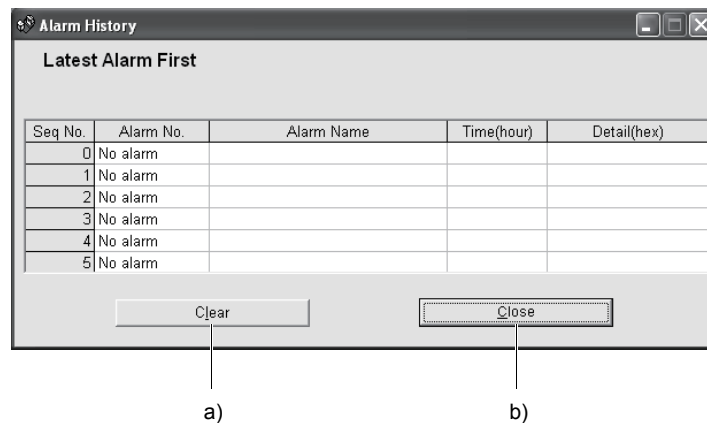 Alarm History
Latest Alarm First
Seq No. Alarm No. Alarm Name Time(hour) Detail(hex)
0 No alarm
1 No alarm
2 No alarm
3 No alarm
4 No alarm
5 No alarm
Clear Close
a) b)